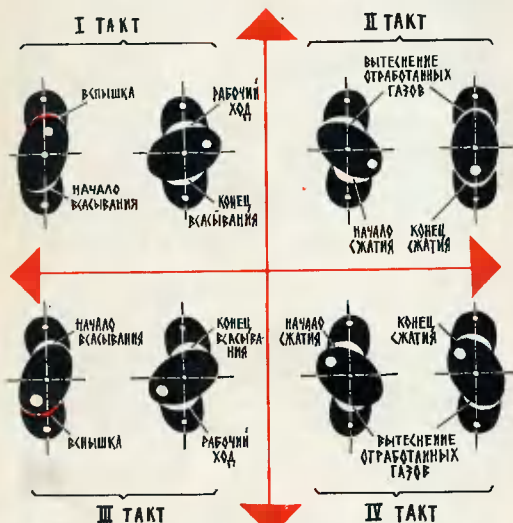 I ТАКТ
ВСПЫШКА
НАЧАЛО
ВСАСЫВАНИЯ
РАБОЧИЙ
ХОД
КОНЕЦ
ВСАСЫВАНИЯ
II ТАКТ
ВЫТЕСНЕНИЕ
ОТРАБОТАННЫХ
ГАЗОВ
НАЧАЛО
СЖАТИЯ
КОНЕЦ
СЖАТИЯ
НАЧАЛО
ВСАСЫВАНИЯ
ВСПЫШКА
КОНЕЦ
ВСАСЫВА-
НИЯ
РАБОЧИЙ
ХОД
III ТАКТ
НАЧАЛО
СЖАТИЯ
КОНЕЦ
СЖАТИЯ
ВЫТЕСНЕНИЕ
ОТРАБОТАННЫХ
ГАЗОВ
IV ТАКТ